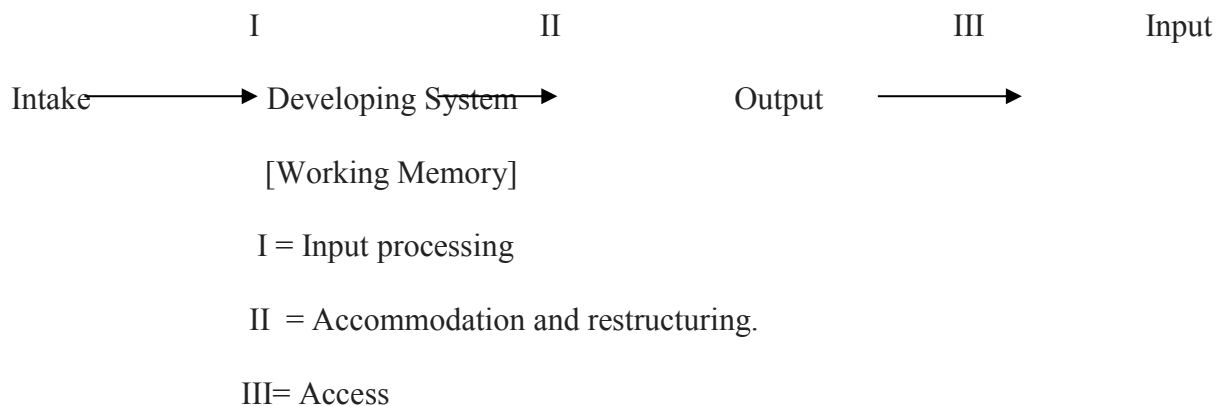 I II III Input
Intake Developing System Output
[Working Memory]
I = Input processing
II = Accommodation and restructuring.
III= Access